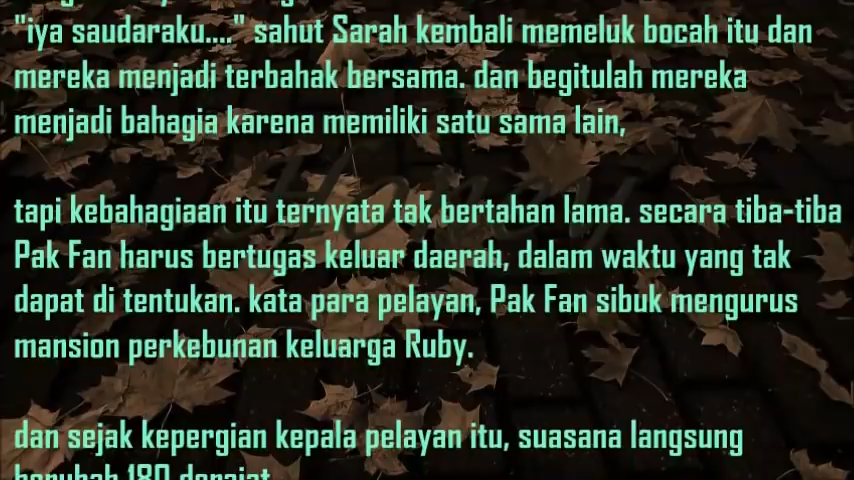 "iya saudaraku...." sahut Sarah kembali memeluk bocah itu dan
mereka menjadi terbahak bersama. dan begitulah mereka
menjadi bahagia karena memiliki satu sama lain,
tapi kebahagiaan itu ternyata tak bertahan lama. secara tiba-tiba
Pak Fan harus bertugas keluar daerah, dalam waktu yang tak
dapat di tentukan. kata para pelayan, Pak Fan sibuk mengurus
mansion perkebunan keluarga Ruby.
dan sejak kepergian kepala pelayan itu, suasana langsung
berubah 180 derajat